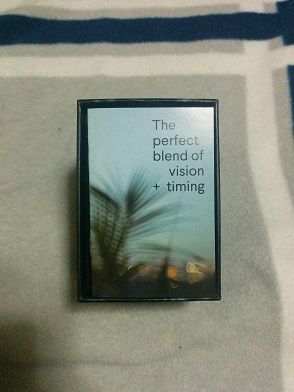 The
perfect
blend of
vision
+ timing